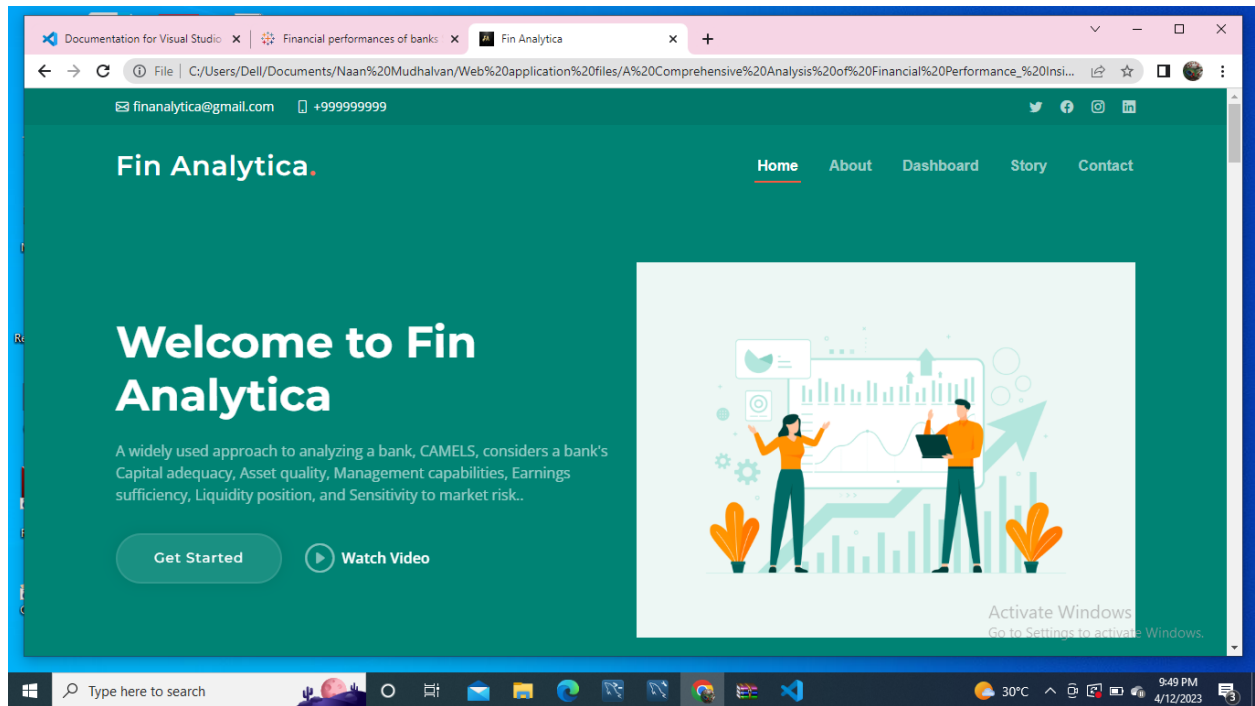 Documentation for Visual Studio
Financial performances of banks
Fin Analytica
File | C:/Users/Dell/Documents/Naan%20Mudhalvan/Web%20application%20files/A%20Comprehensive%20Analysis%20of%20Financial%20Performance_%20Insi...
finanalytica@gmail.com +999999999
Fin Analytica.
Home About Dashboard Story Contact
Welcome to Fin
Analytica
A widely used approach to analyzing a bank, CAMELS, considers a bank's
Capital adequacy, Asset quality, Management capabilities, Earnings
sufficiency, Liquidity position, and Sensitivity to market risk..
Get Started Watch Video
Activate Windows
Go to Settings to activate Windows.
Type here to search
30°C
9:49 PM
4/12/2023
3